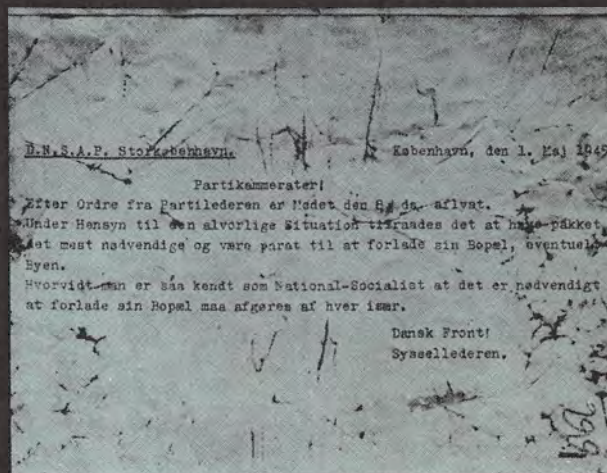 D.N.S.A.P. Storkøbenhavn. København, den 1. Maj 1945
Partikammerater!
Efter Ordre fra Partilederen er Mødet den 8. ds. aflyst.
Under Hensyn til den alvorlige Situation tilraades det at have pakket
det mest nødvendige og være parat til at forlade sin Bopæl, eventuelt
Byen.
Hvorvidt man er saa kendt som National-Socialist at det er nødvendigt
at forlade sin Bopæl maa afgøres af hver især.
Dansk Front!
Syssellederen.
299